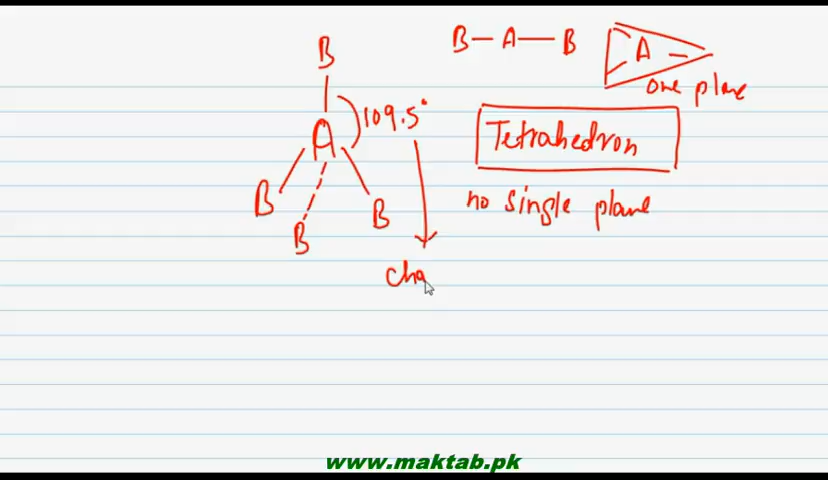 B
B — A — B
A
one plane
A
109.5°
Tetrahedron
B
B
B
no single plane
cha
www.maktab.pk